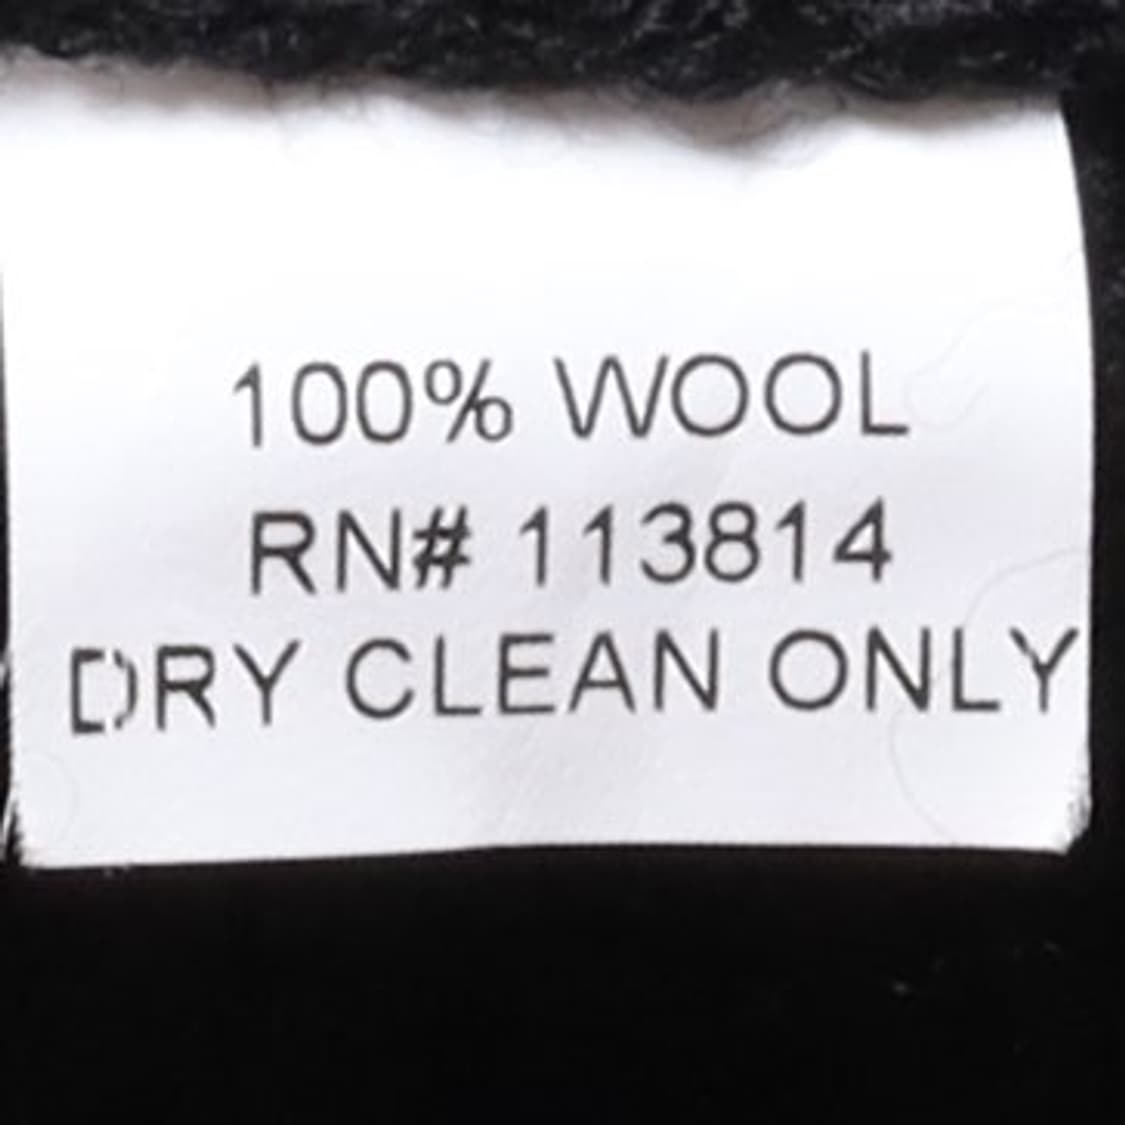 100% WOOL
RN# 113814
DRY CLEAN ONLY